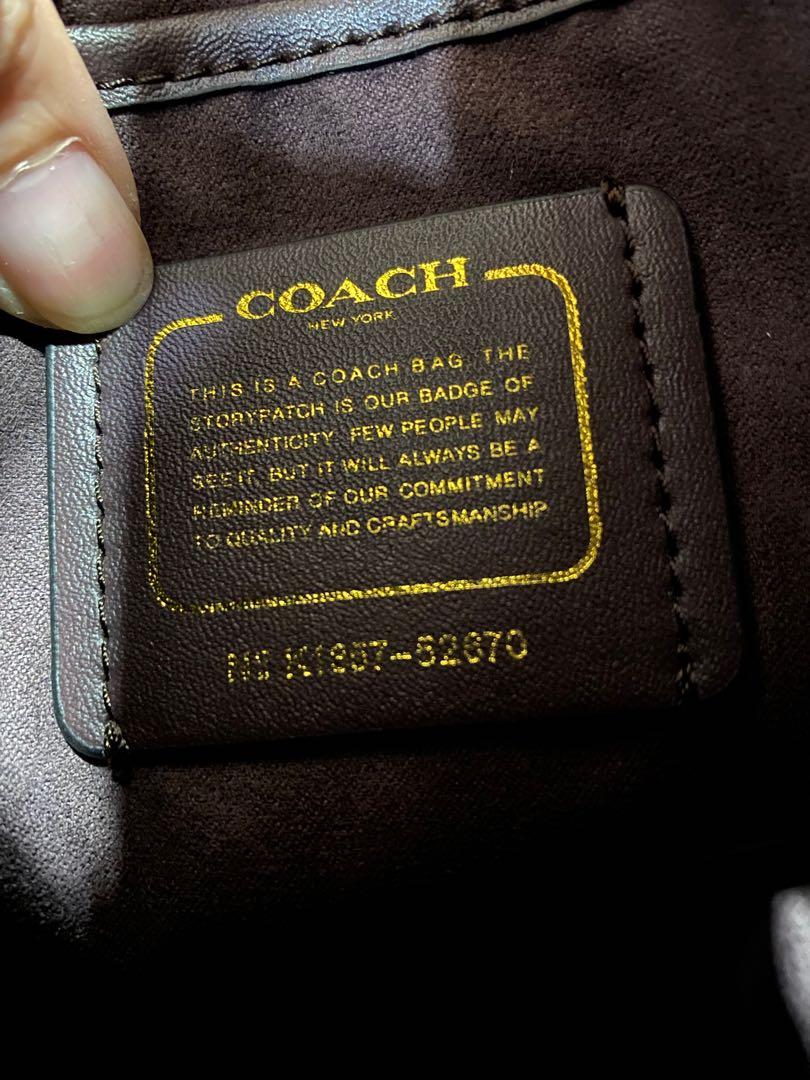 COACH
NEW YORK
THIS IS A COACH BAG. THE
STORYPATCH IS OUR BADGE OF
AUTHENTICITY. FEW PEOPLE MAY
SEE IT, BUT IT WILL ALWAYS BE A
REMINDER OF OUR COMMITMENT
TO QUALITY AND CRAFTSMANSHIP.